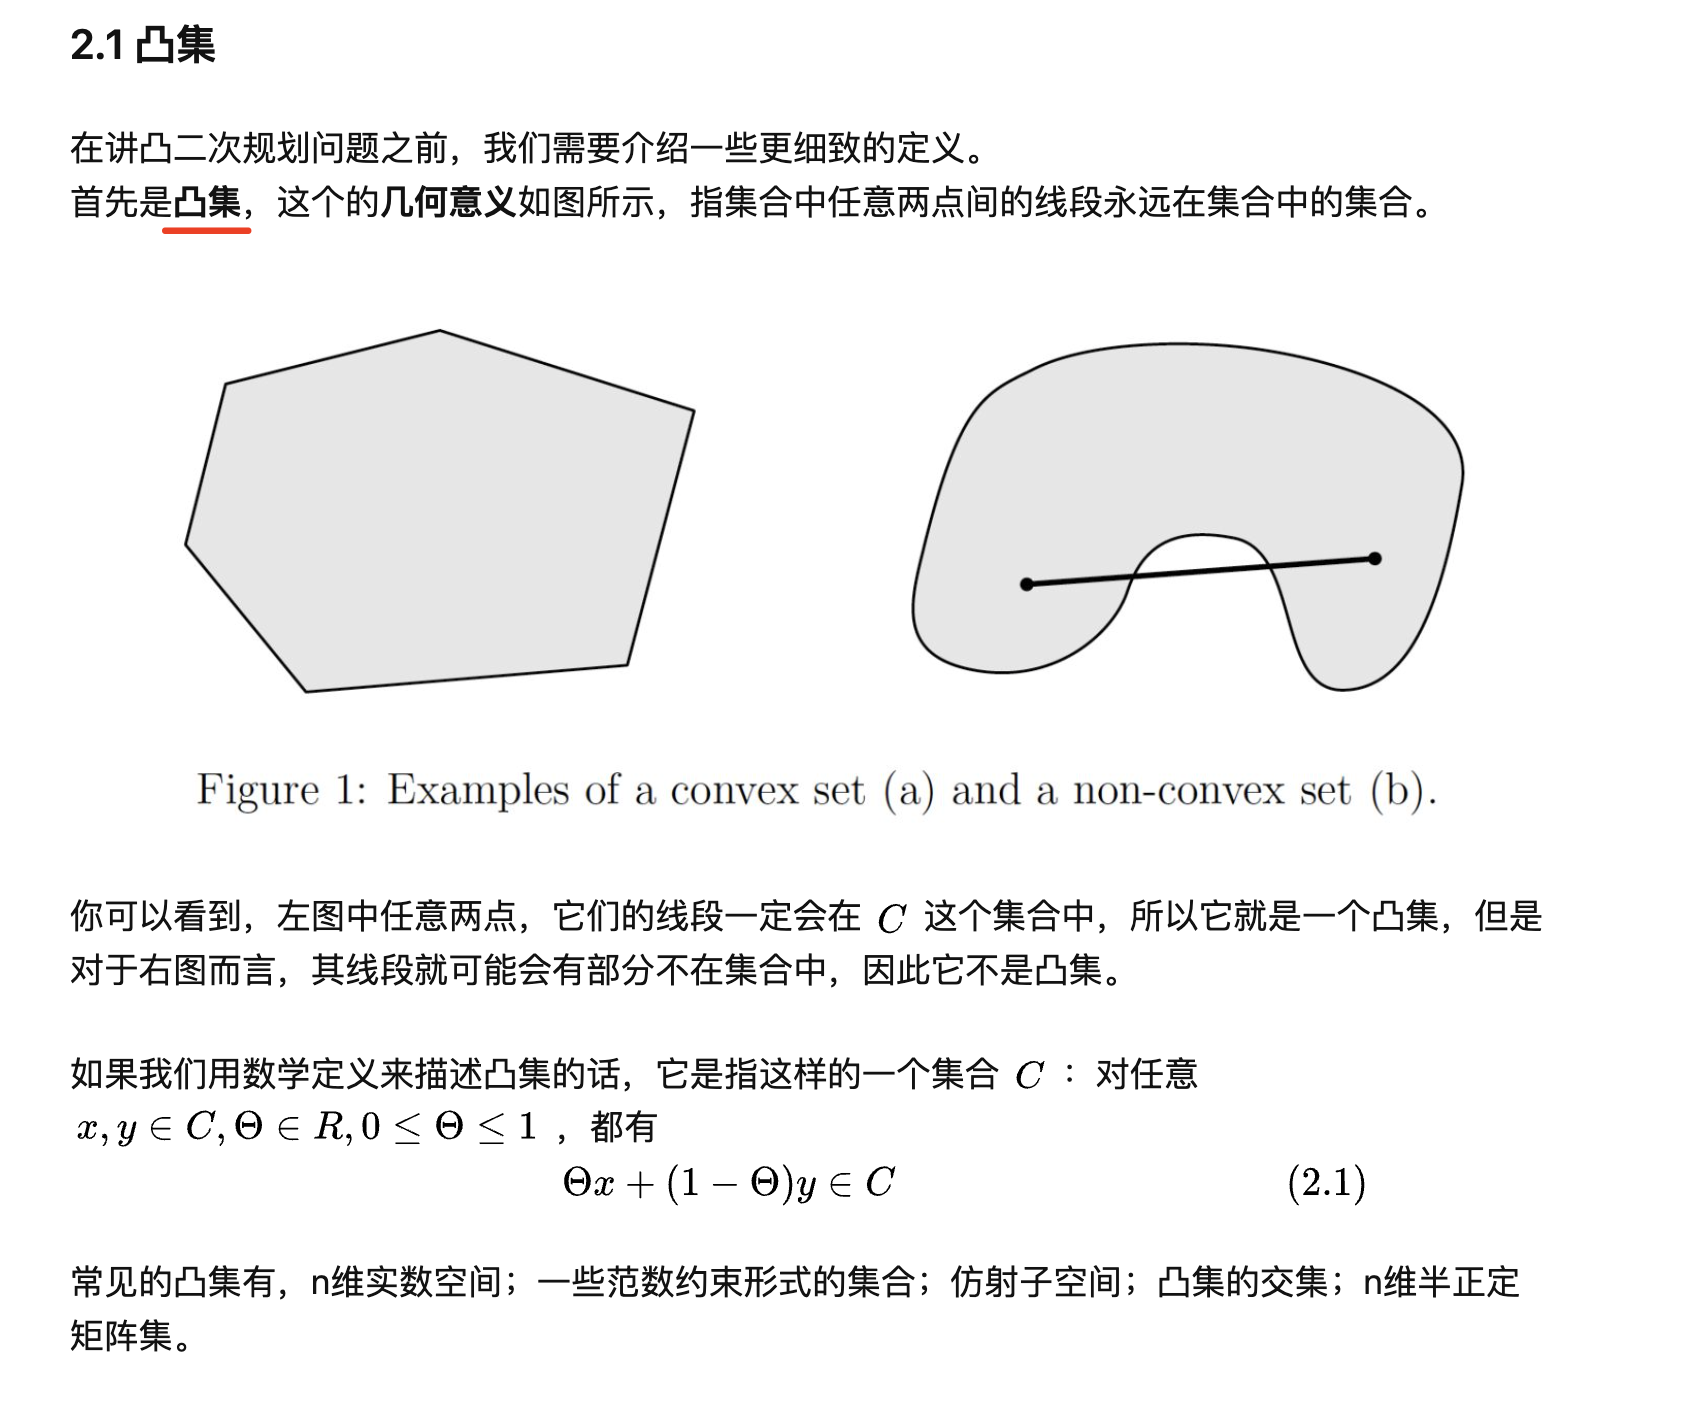 2.1 凸集
在讲凸二次规划问题之前，我们需要介绍一些更细致的定义。
首先是凸集，这个的几何意义如图所示，指集合中任意两点间的线段永远在集合中的集合。
Figure 1: Examples of a convex set (a) and a non-convex set (b).
你可以看到，左图中任意两点，它们的线段一定会在 C 这个集合中，所以它就是一个凸集，但是
对于右图而言，其线段就可能会有部分不在集合中，因此它不是凸集。
如果我们用数学定义来描述凸集的话，它是指这样的一个集合 C ：对任意
x, y ∈ C, Θ ∈ R, 0 ≤ Θ ≤ 1 ，都有
Θx + (1 − Θ)y ∈ C (2.1)
常见的凸集有，n维实数空间；一些范数约束形式的集合；仿射子空间；凸集的交集；n维半正定
矩阵集。